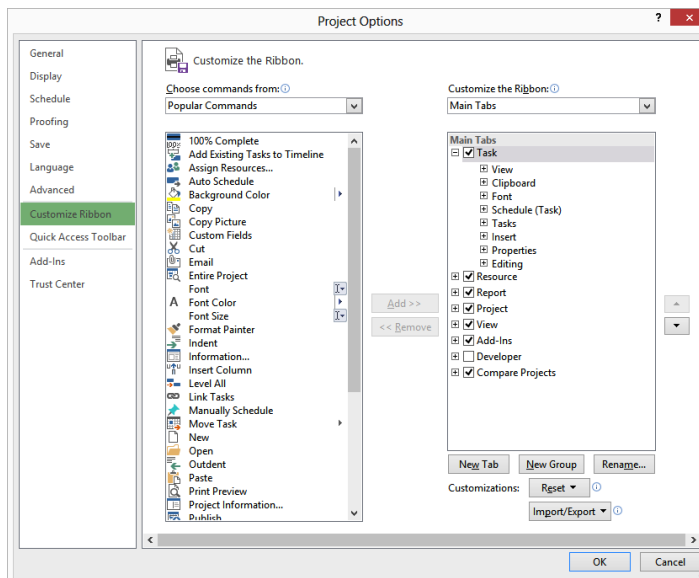 Project Options
?
General
Display
Schedule
Proofing
Save
Language
Advanced
Customize Ribbon
Quick Access Toolbar
Add-Ins
Trust Center
Customize the Ribbon.
Choose commands from:
Popular Commands
100% Complete
Add Existing Tasks to Timeline
Assign Resources...
Auto Schedule
Background Color
Copy
Copy Picture
Custom Fields
Cut
Email
Entire Project
Font
Font Color
Font Size
Format Painter
Indent
Information...
Insert Column
Level All
Link Tasks
Manually Schedule
Move Task
New
Open
Outdent
Paste
Print Preview
Project Information...
Publish
Add >>
<< Remove
Customize the Ribbon:
Main Tabs
Main Tabs
Task
View
Clipboard
Font
Schedule (Task)
Tasks
Insert
Properties
Editing
Resource
Report
Project
View
Add-Ins
Developer
Compare Projects
New Tab
New Group
Rename...
Customizations:
Reset
Import/Export
OK
Cancel